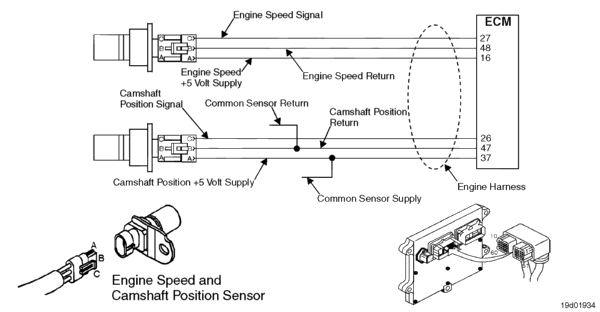 Engine Speed Signal
ECM
27
48
16
C
B
A
Engine Speed
+5 Volt Supply
Engine Speed Return
Camshaft
Position Signal
Common Sensor Return
Camshaft Position
Return
26
47
37
C
B
A
Camshaft Position +5 Volt Supply
Common Sensor Supply
Engine Harness
A
B
C
10
60
Engine Speed and
Camshaft Position Sensor
19d01934